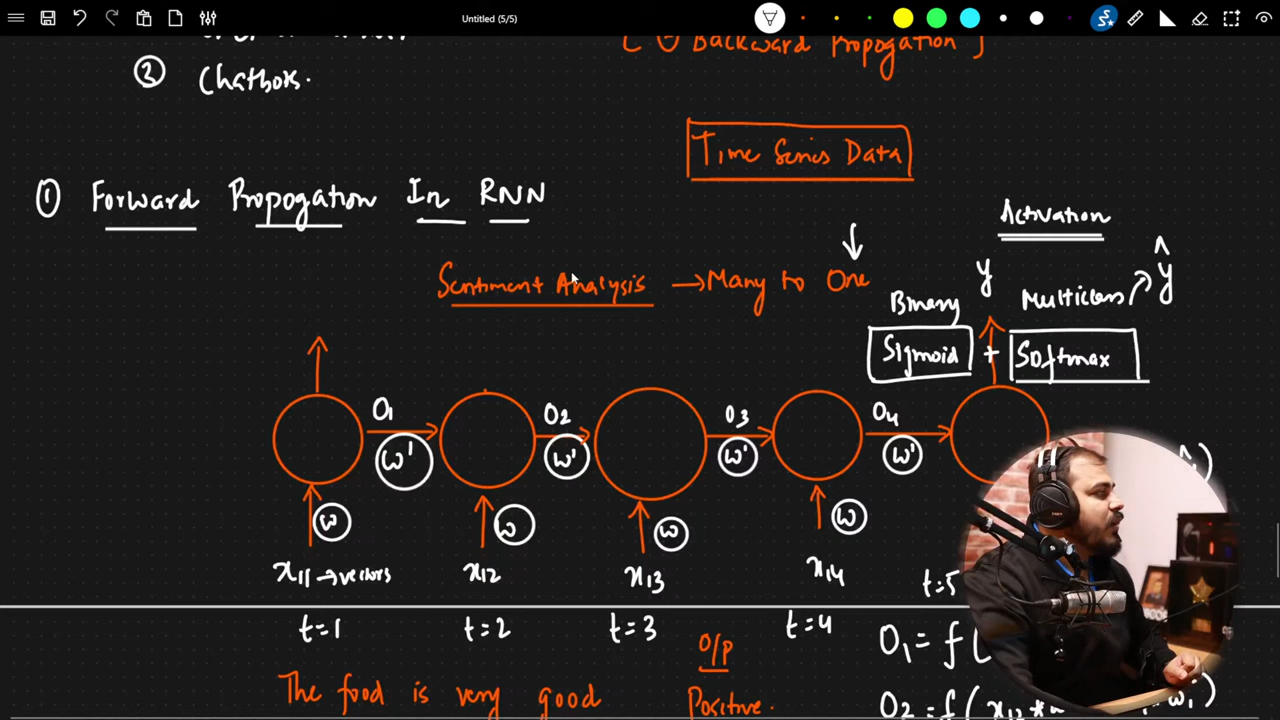 Untitled (5/5)
② Chatbots.
[ ① Backward Propogation ]
Time Series Data
① Forward Propogation In RNN
Activation
Sentiment Analysis → Many to One
y
ŷ
Binary
Multiclass
Sigmoid + Softmax
O1 O2 O3 O4
w' w' w' w'
w w w w
x11 → vectors x12 x13 x14
t=5
t=1 t=2 t=3 t=4
O/P
O1 = f(
The food is very good
Positive.
O2 = f( x12 *